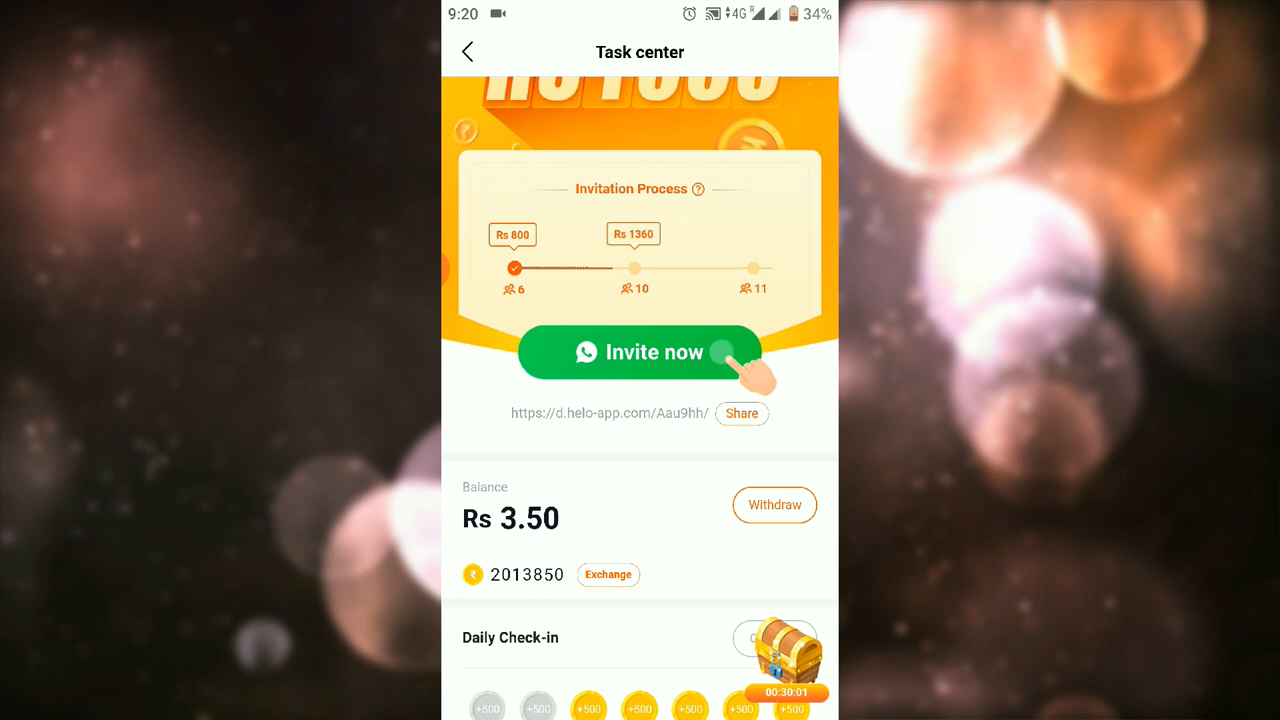 9:20
4G R 34%
Task center
Invitation Process ?
Rs 800
Rs 1360
6
10
11
Invite now
https://d.helo-app.com/Aau9hh/
Share
Balance
Rs 3.50
Withdraw
2013850
Exchange
Daily Check-in
00:30:01
+500 +500 +500 +500 +500 +500 +500